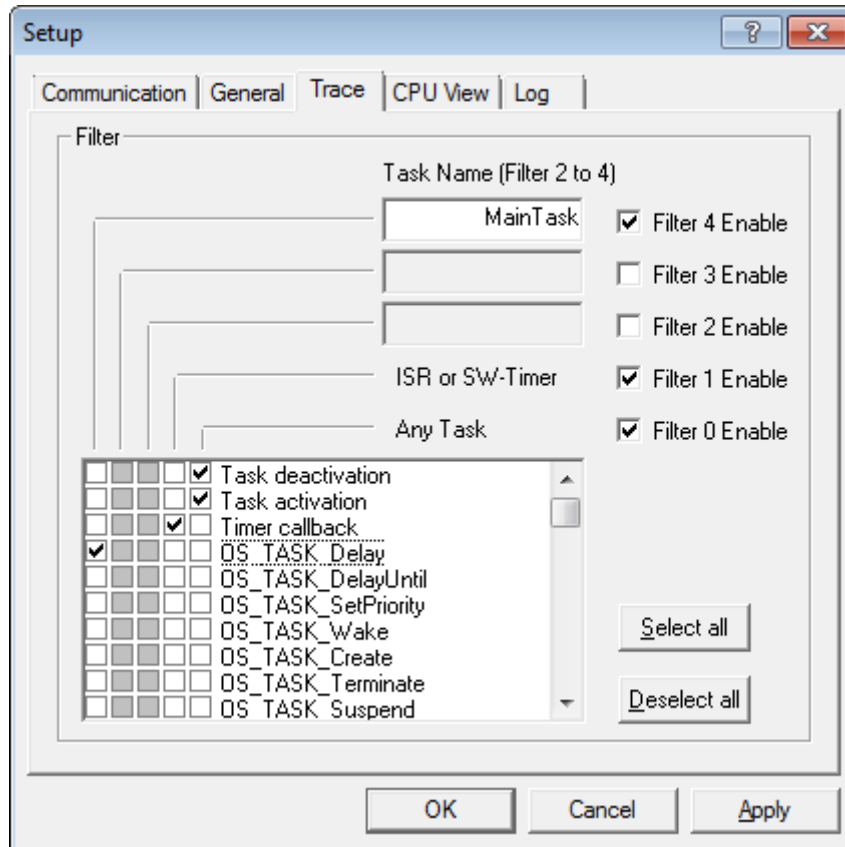 Setup
Communication General Trace CPU View Log
Filter
Task Name (Filter 2 to 4)
MainTask Filter 4 Enable
Filter 3 Enable
Filter 2 Enable
ISR or SW-Timer Filter 1 Enable
Any Task Filter 0 Enable
Task deactivation
Task activation
Timer callback
OS_TASK_Delay
OS_TASK_DelayUntil
OS_TASK_SetPriority
OS_TASK_Wake
OS_TASK_Create
OS_TASK_Terminate
OS_TASK_Suspend
Select all
Deselect all
OK Cancel Apply